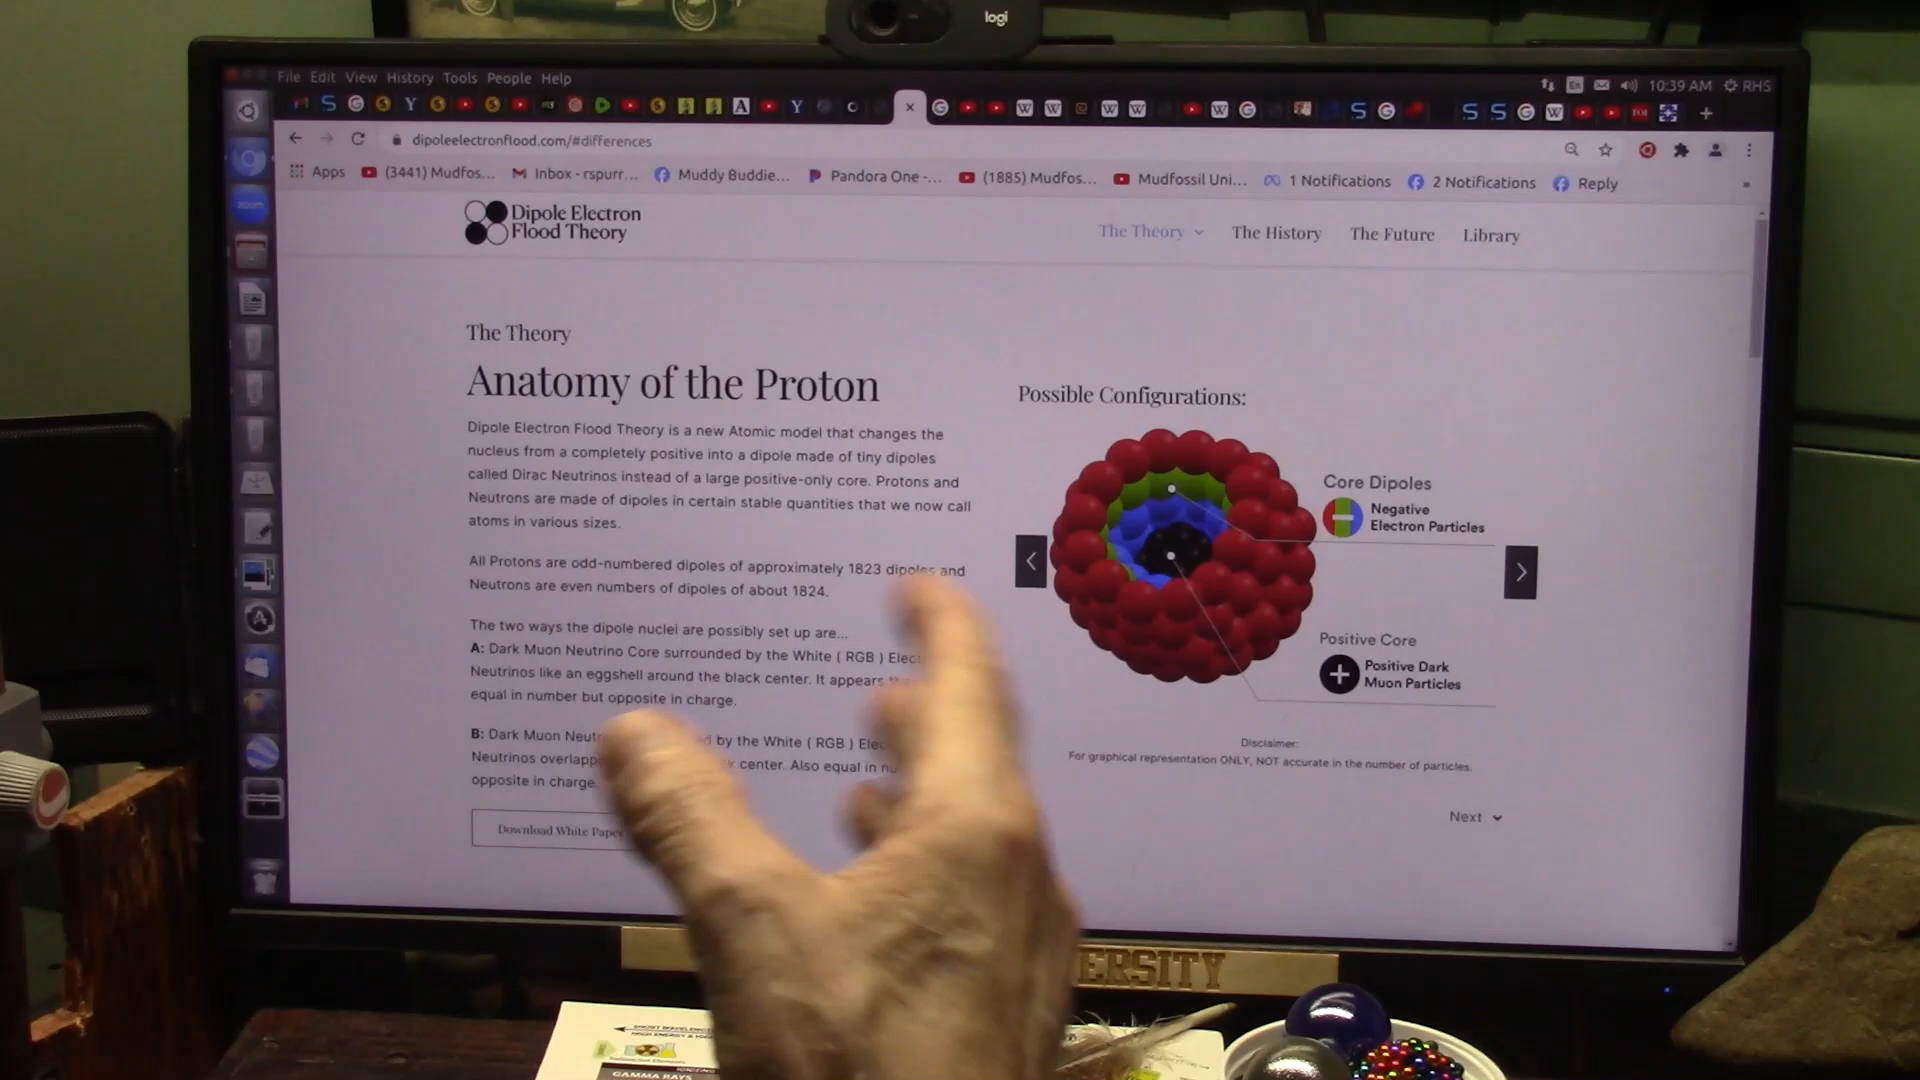 logi
File Edit View History Tools People Help
10:39 AM RHS
dipoleelectronflood.com/#differences
Apps (3441) Mudfos... Inbox - rspurr... Muddy Buddie... Pandora One -... (1885) Mudfos... Mudfossil Uni... 1 Notifications 2 Notifications Reply
zoom
Dipole Electron
Flood Theory
The Theory The History The Future Library
The Theory
Anatomy of the Proton
Dipole Electron Flood Theory is a new Atomic model that changes the
nucleus from a completely positive into a dipole made of tiny dipoles
called Dirac Neutrinos instead of a large positive-only core. Protons and
Neutrons are made of dipoles in certain stable quantities that we now call
atoms in various sizes.
All Protons are odd-numbered dipoles of approximately 1823 dipoles and
Neutrons are even numbers of dipoles of about 1824.
The two ways the dipole nuclei are possibly set up are...
A: Dark Muon Neutrino Core surrounded by the White ( RGB )
Neutrinos like an eggshell around the black center. It appears
equal in number but opposite in charge.
B: Dark Muon by the White ( RGB )
Neutrinos center. Also equal in
opposite in charge.
Download White Paper
Possible Configurations:
Core Dipoles
Negative
Electron Particles
Positive Core
Positive Dark
Muon Particles
Disclaimer:
For graphical representation ONLY, NOT accurate in the number of particles.
Next
ERSITY
GAMMA RAYS